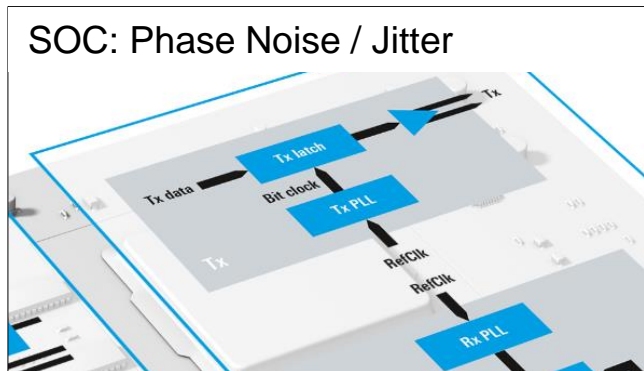 SOC: Phase Noise / Jitter
Tx
Tx latch
Tx data
Bit clock
Tx PLL
Tx
RefClk
RefClk
Rx PLL